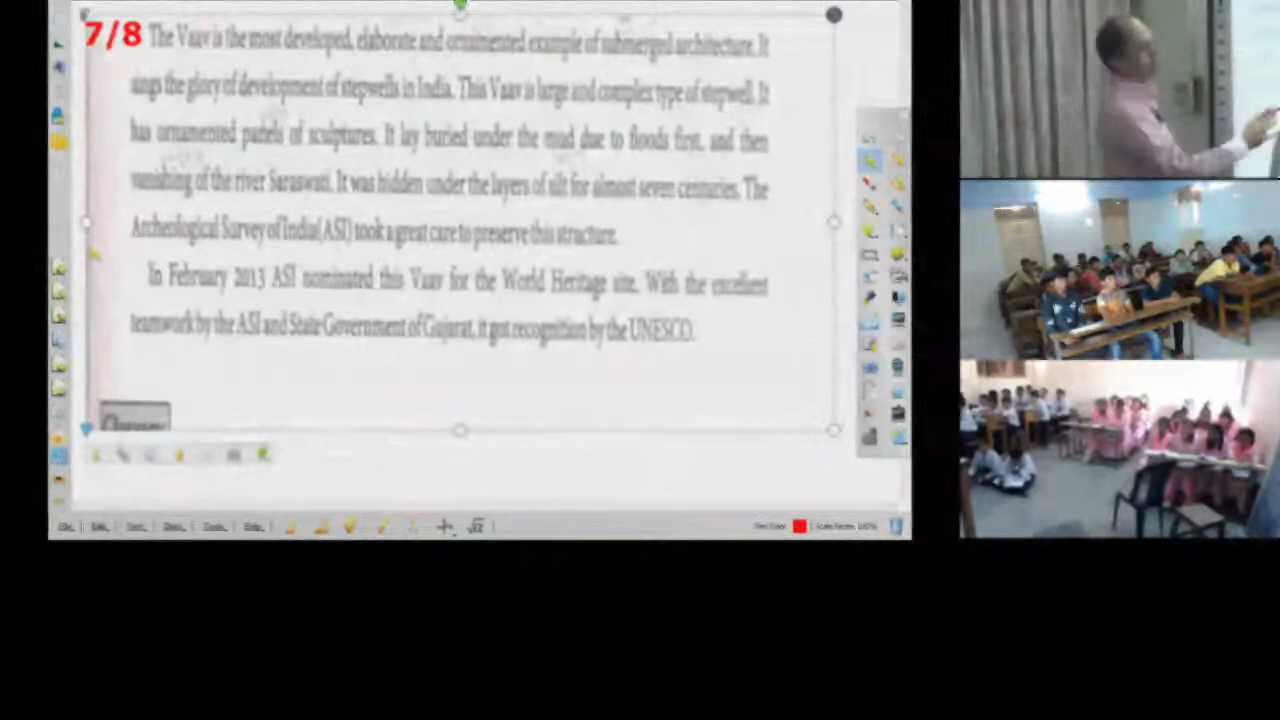 7/8 The Vaav is the most developed, elaborate and ornamented example of submerged architecture. It
sings the glory of development of stepwells in India. This Vaav is large and complex type of stepwell. It
has ornamented panels of sculptures. It lay buried under the mud due to floods first, and then
vanishing of the river Saraswati. It was hidden under the layers of silt for almost seven centuries. The
Archeological Survey of India(ASI) took a great care to preserve this structure.
In February 2013 ASI nominated this Vaav for the World Heritage site. With the excellent
teamwork by the ASI and State Government of Gujarat, it got recognition by the UNESCO.